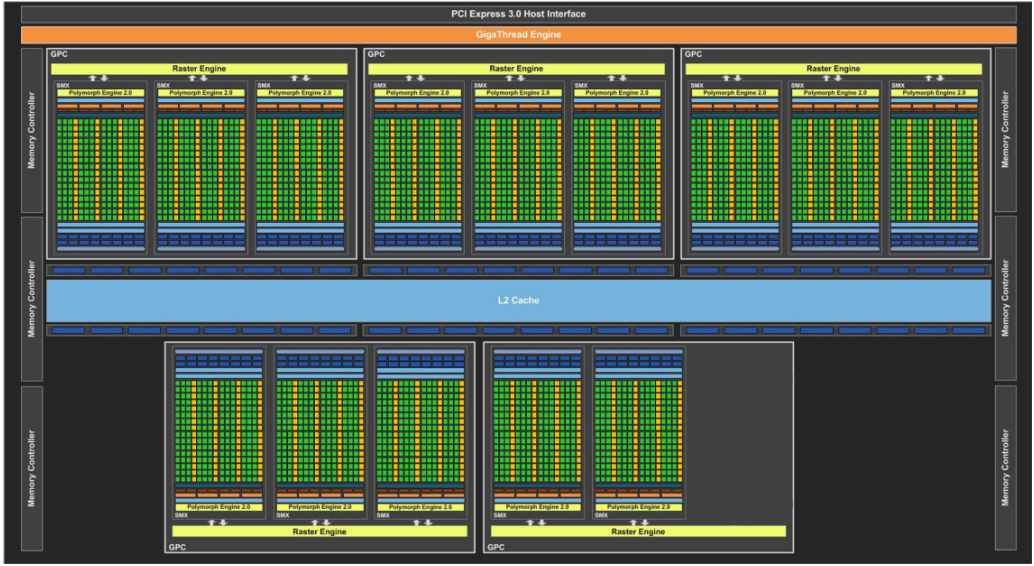 PCI Express 3.0 Host Interface
GigaThread Engine
Memory Controller
GPC
Raster Engine
SMX
Polymorph Engine 2.0
SMX
Polymorph Engine 2.0
SMX
Polymorph Engine 2.0
GPC
Raster Engine
SMX
Polymorph Engine 2.0
SMX
Polymorph Engine 2.0
SMX
Polymorph Engine 2.0
GPC
Raster Engine
SMX
Polymorph Engine 2.0
SMX
Polymorph Engine 2.0
SMX
Polymorph Engine 2.0
Memory Controller
Memory Controller
L2 Cache
Memory Controller
Memory Controller
Polymorph Engine 2.0
SMX
Polymorph Engine 2.0
SMX
Polymorph Engine 2.0
SMX
Raster Engine
GPC
Polymorph Engine 2.0
SMX
Polymorph Engine 2.0
SMX
Raster Engine
GPC
Memory Controller